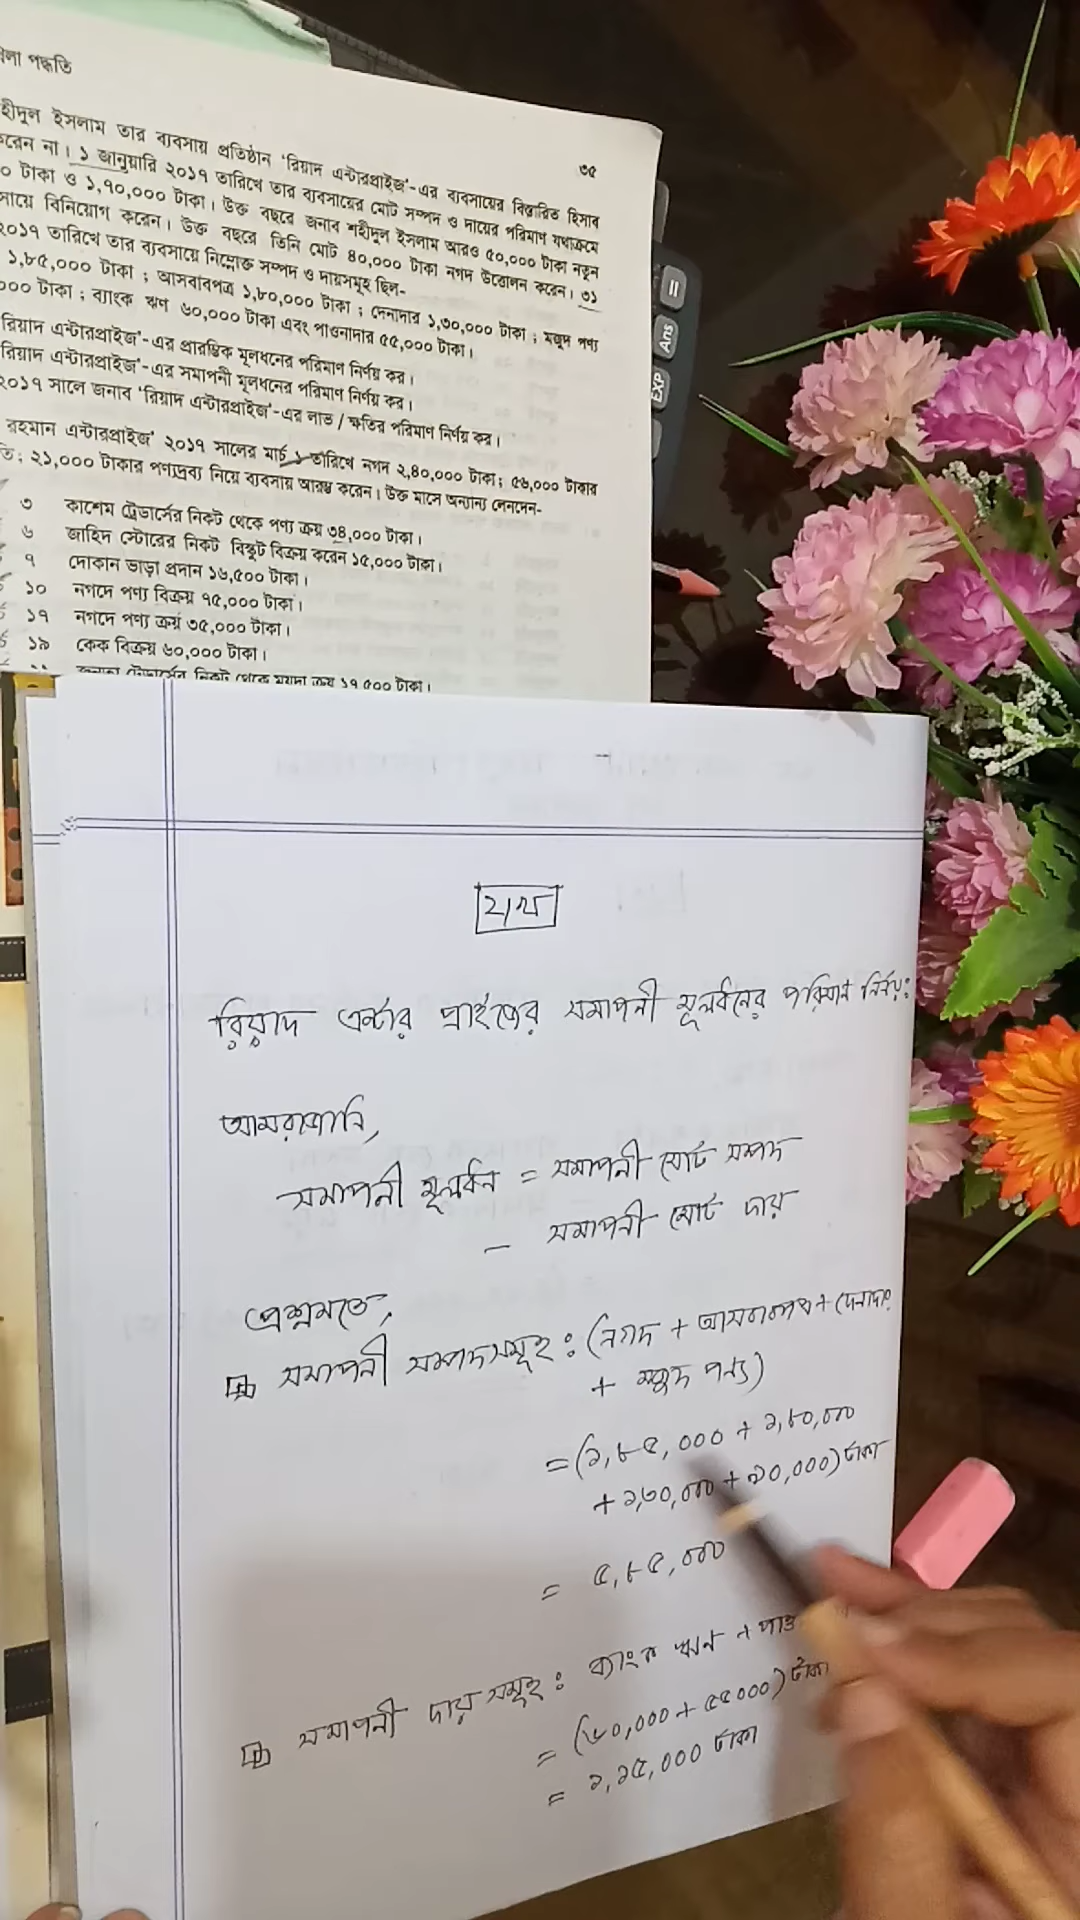 খিলা পদ্ধতি
৩৫
হীদুল ইসলাম তার ব্যবসায় প্রতিষ্ঠান 'রিয়াদ এন্টারপ্রাইজ'-এর ব্যবসায়ের বিস্তারিত হিসাব
করেন না। ১ জানুয়ারি ২০১৭ তারিখে তার ব্যবসায়ের মোট সম্পদ ও দায়ের পরিমাণ যথাক্রমে
০ টাকা ও ১,৭০,০০০ টাকা। উক্ত বছরে জনাব শহীদুল ইসলাম আরও ৫০,০০০ টাকা নতুন
সায়ে বিনিয়োগ করেন। উক্ত বছরে তিনি মোট ৪০,০০০ টাকা নগদ উত্তোলন করেন। ৩১
২০১৭ তারিখে তার ব্যবসায়ে নিম্নোক্ত সম্পদ ও দায়সমূহ ছিল-
১,৮৫,০০০ টাকা ; আসবাবপত্র ১,৮০,০০০ টাকা ; দেনাদার ১,৩০,০০০ টাকা ; মজুদ পণ্য
০০০ টাকা ; ব্যাংক ঋণ ৬০,০০০ টাকা এবং পাওনাদার ৫৫,০০০ টাকা।
রিয়াদ এন্টারপ্রাইজ'-এর প্রারম্ভিক মূলধনের পরিমাণ নির্ণয় কর।
রিয়াদ এন্টারপ্রাইজ'-এর সমাপনী মূলধনের পরিমাণ নির্ণয় কর।
২০১৭ সালে জনাব 'রিয়াদ এন্টারপ্রাইজ'-এর লাভ / ক্ষতির পরিমাণ নির্ণয় কর।
রহমান এন্টারপ্রাইজ' ২০১৭ সালের মার্চ ১ তারিখে নগদ ২,৪০,০০০ টাকা; ৫৬,০০০ টাকার
তি; ২১,০০০ টাকার পণ্যদ্রব্য নিয়ে ব্যবসায় আরম্ভ করেন। উক্ত মাসে অন্যান্য লেনদেন-
৩ কাশেম ট্রেডার্সের নিকট থেকে পণ্য ক্রয় ৩৪,০০০ টাকা।
৬ জাহিদ স্টোরের নিকট বিস্কুট বিক্রয় করেন ১৫,০০০ টাকা।
৭ দোকান ভাড়া প্রদান ১৬,৫০০ টাকা।
১০ নগদে পণ্য বিক্রয় ৭৫,০০০ টাকা।
১৭ নগদে পণ্য ক্রয় ৩৫,০০০ টাকা।
১৯ কেক বিক্রয় ৬০,০০০ টাকা।
ট্রেডার্সের নিকট থেকে ময়দা ক্রয় ১৭,৫০০ টাকা।
Ans
EXP
রিয়াদ এন্টার প্রাইজের সমাপনী মূলধনের পরিমাণ নির্ণয়:
আমরা জানি,
সমাপনী মূলধন = সমাপনী মোট সম্পদ
- সমাপনী মোট দায়
প্রশ্নমতে,
সমাপনী সম্পদসমূহ : (নগদ + আসবাবপত্র + দেনাদার
+ মজুদ পণ্য)
= (১,৮৫,০০০ + ১,৮০,০০০
+ ১,৩০,০০০ + ৯০,০০০) টাকা
= ৫,৮৫,০০০
সমাপনী দায় সমূহ : ব্যাংক ঋণ + পাও
= (৬০,০০০ + ৫৫০০০) টাকা
= ১,১৫,০০০ টাকা